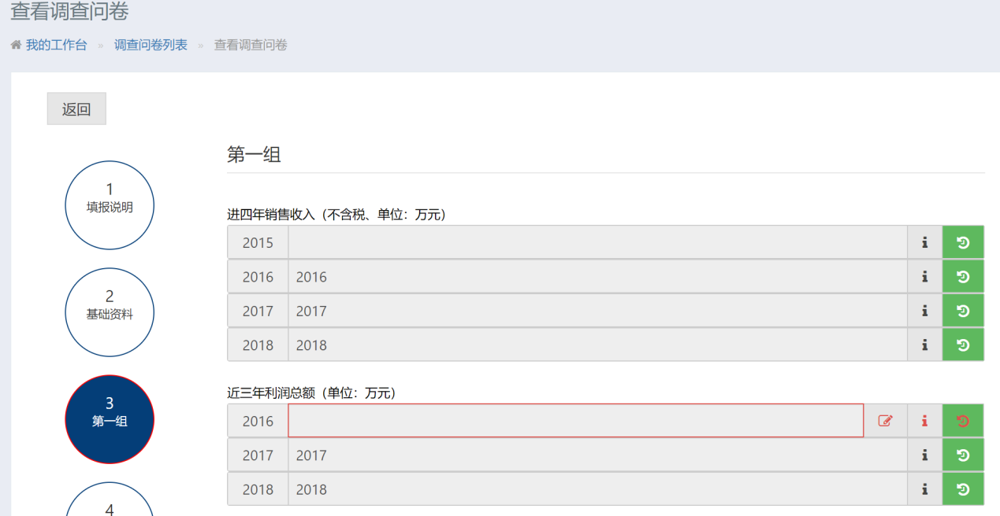 查看调查问卷
我的工作台 » 调查问卷列表 » 查看调查问卷
返回
第一组
1
填报说明
2
基础资料
3
第一组
4
进四年销售收入（不含税、单位：万元）
2015
2016 2016
2017 2017
2018 2018
近三年利润总额（单位：万元）
2016
2017 2017
2018 2018